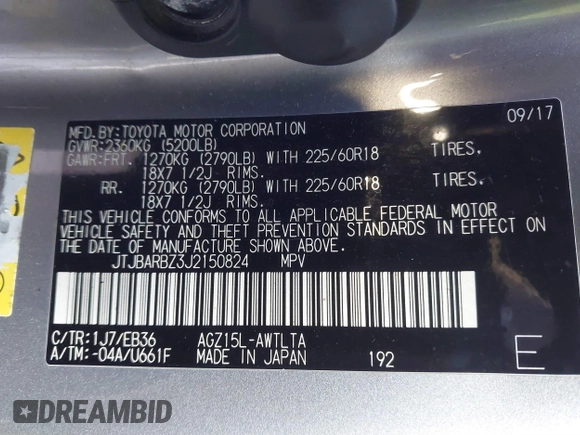 09/17
MFD.BY:TOYOTA MOTOR CORPORATION
GVWR:2360KG (5200LB)
GAWR:FRT. 1270KG (2790LB) WITH 225/60R18 TIRES.
18X7 1/2J RIMS.
RR. 1270KG (2790LB) WITH 225/60R18 TIRES.
18X7 1/2J RIMS.
THIS VEHICLE CONFORMS TO ALL APPLICABLE FEDERAL MOTOR
VEHICLE SAFETY AND THEFT PREVENTION STANDARDS IN EFFECT ON
THE DATE OF MANUFACTURE SHOWN ABOVE.
JTJBARBZ3J2150824 MPV
C/TR:1J7/EB36 AGZ15L-AWTLTA
A/TM:-04A/U661F MADE IN JAPAN 192 E
DREAMBID